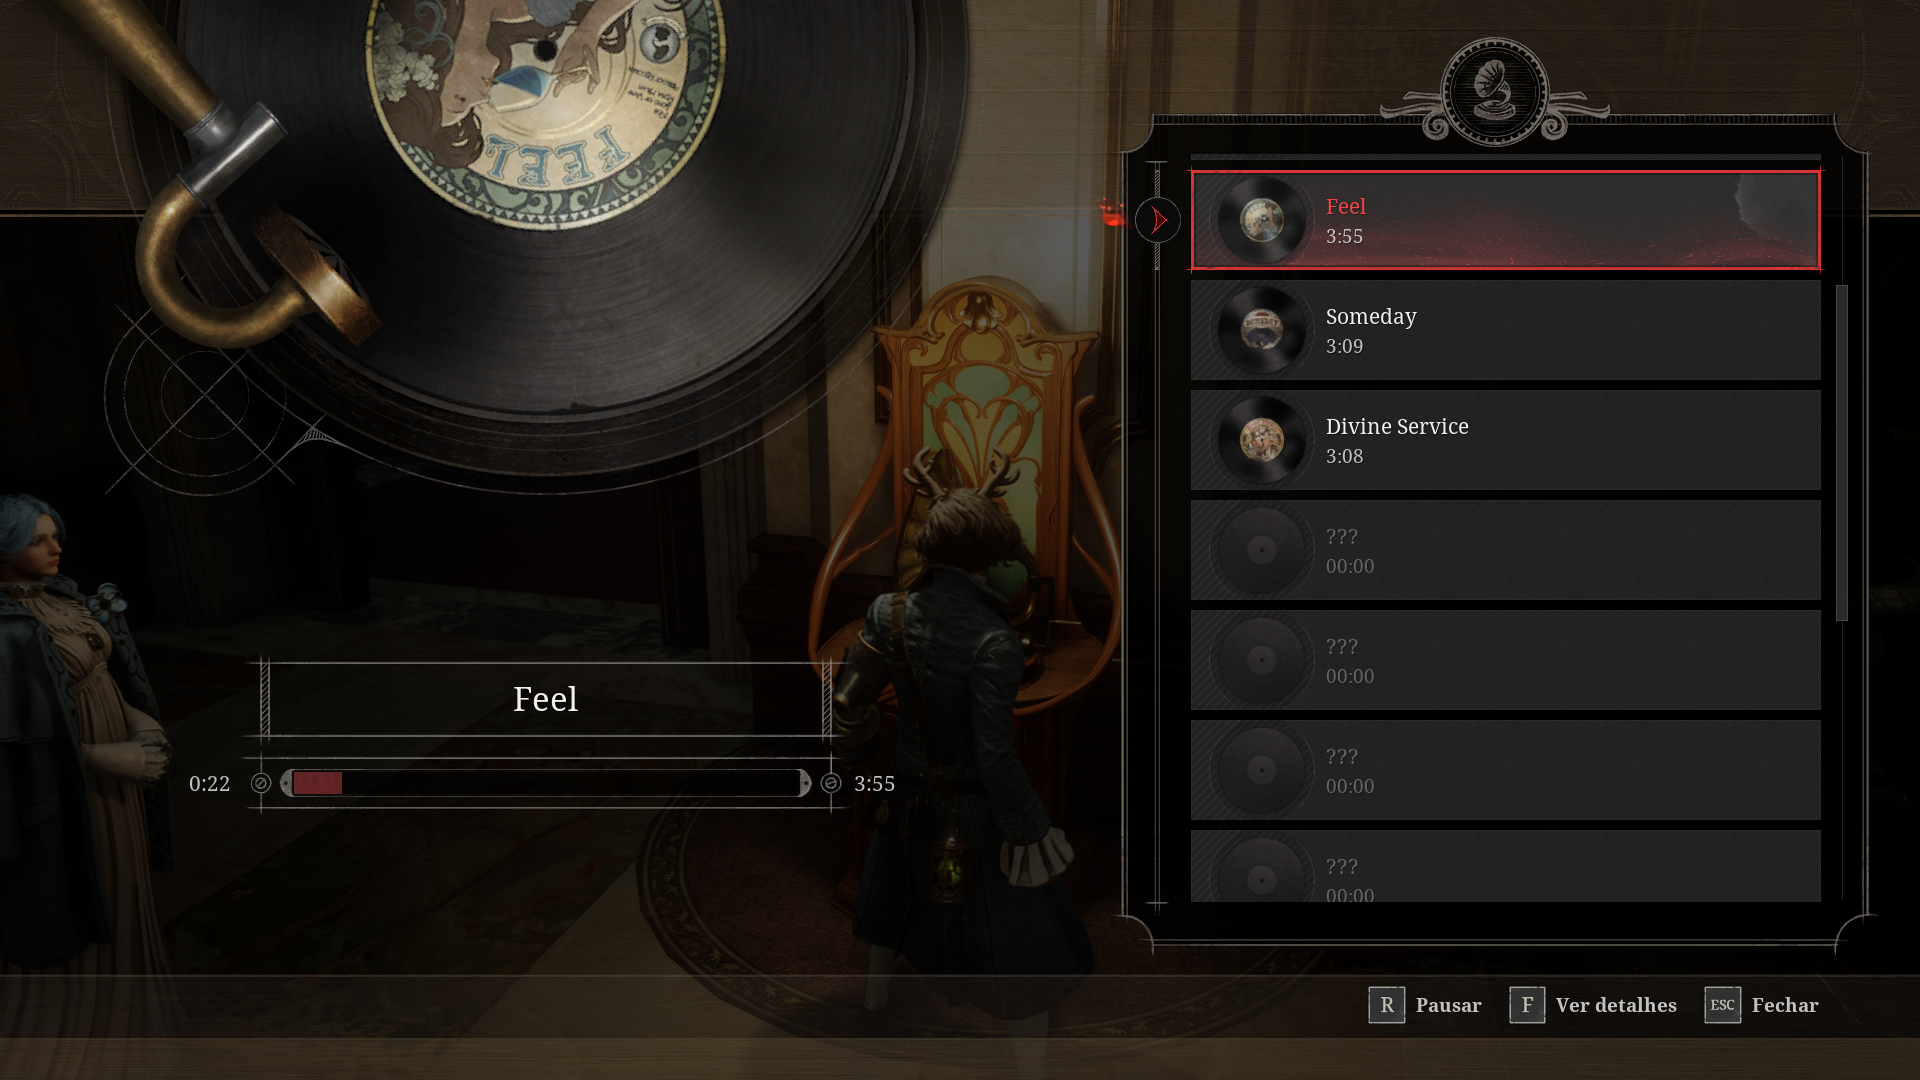 FEEL
Feel
3:55
Someday
3:09
Divine Service
3:08
???
00:00
???
00:00
???
00:00
???
00:00
Feel
0:22
3:55
R Pausar
F Ver detalhes
ESC Fechar